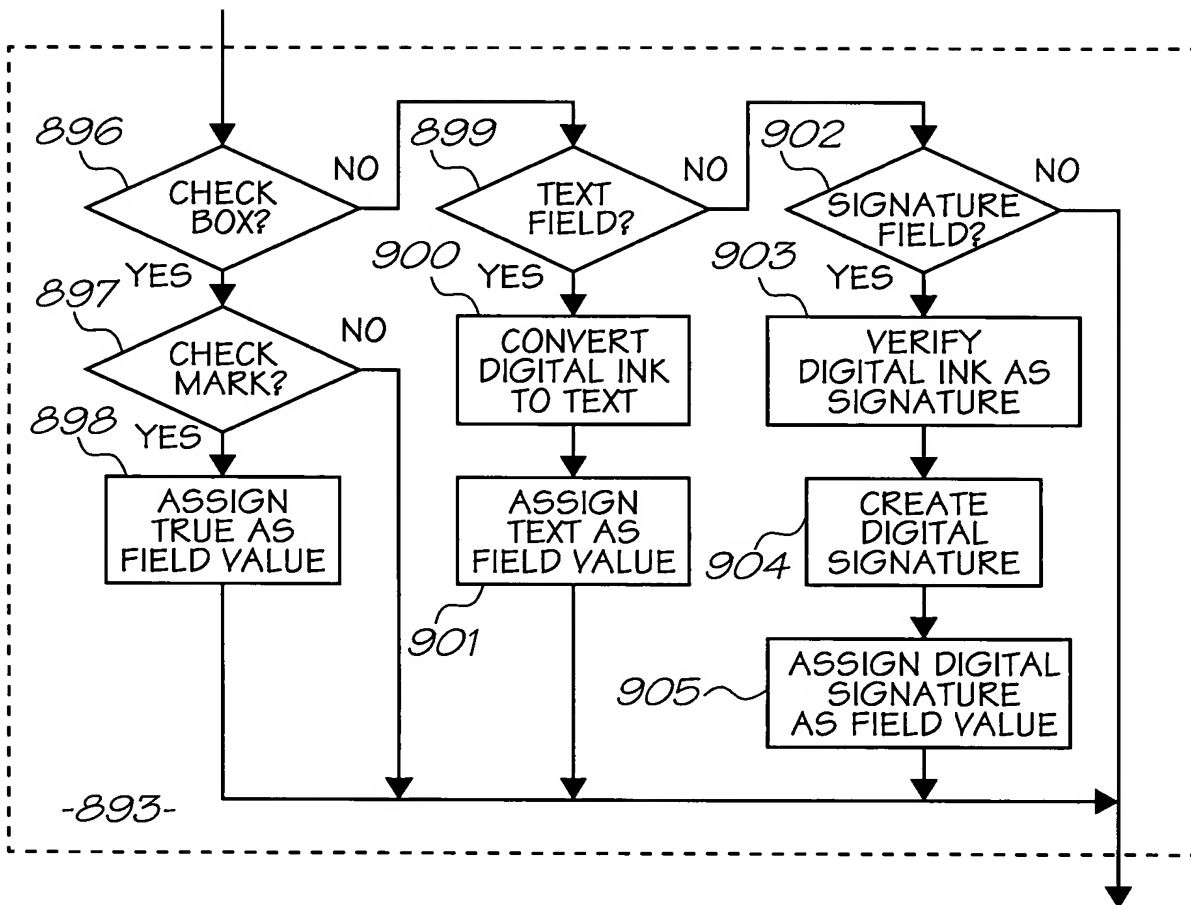 896
CHECK
BOX?
NO
YES
899
TEXT
FIELD?
NO
YES
902
SIGNATURE
FIELD?
NO
YES
897
CHECK
MARK?
NO
YES
898
ASSIGN
TRUE AS
FIELD VALUE
900
CONVERT
DIGITAL INK
TO TEXT
901
ASSIGN
TEXT AS
FIELD VALUE
903
VERIFY
DIGITAL INK AS
SIGNATURE
904
CREATE
DIGITAL
SIGNATURE
905
ASSIGN DIGITAL
SIGNATURE
AS FIELD VALUE
-893-